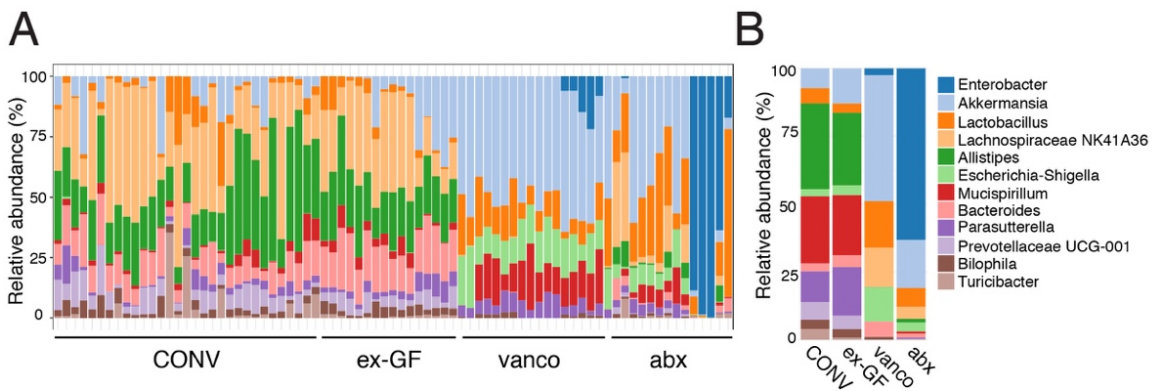 A
B
Relative abundance (%)
100
75
50
25
0
CONV
ex-GF
vanco
abx
Relative abundance (%)
100
75
50
25
0
CONV
ex-GF
vanco
abx
Enterobacter
Akkermansia
Lactobacillus
Lachnospiraceae NK41A36
Allistipes
Escherichia-Shigella
Mucispirillum
Bacteroides
Parasutterella
Prevotellaceae UCG-001
Bilophila
Turicibacter